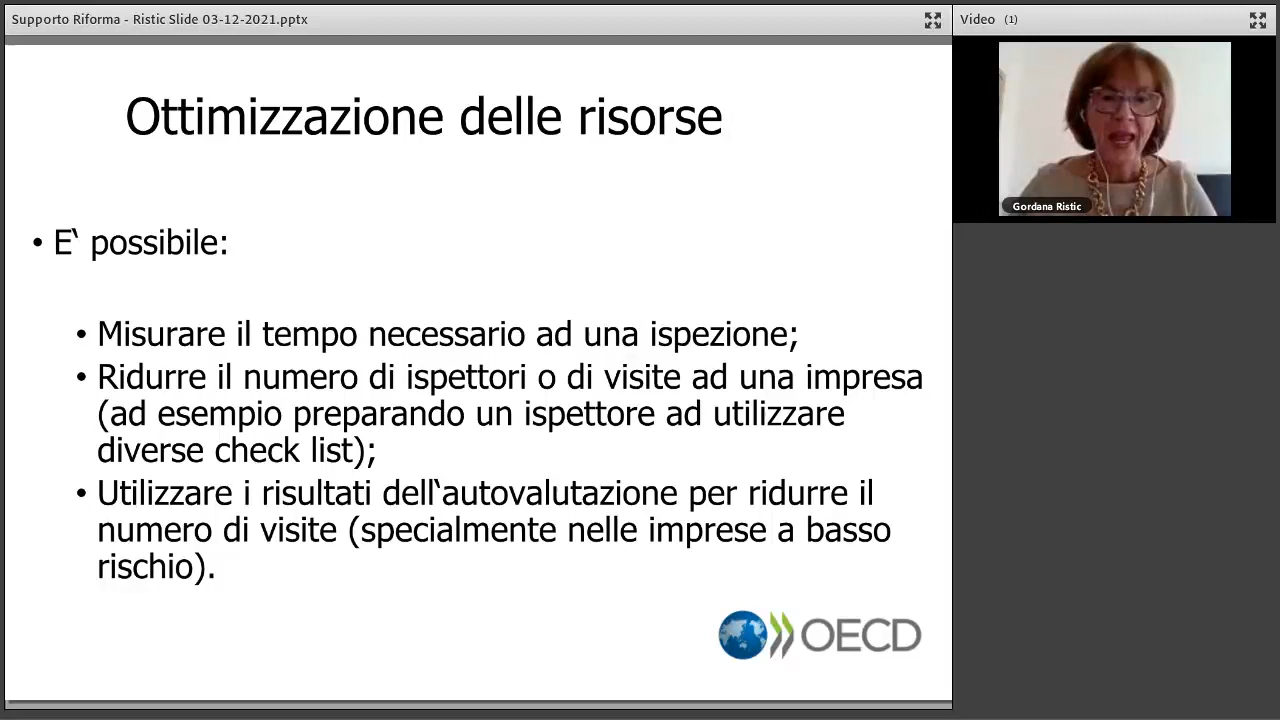 Supporto Riforma - Ristic Slide 03-12-2021.pptx
Video (1)
Ottimizzazione delle risorse
• E‛ possibile:
• Misurare il tempo necessario ad una ispezione;
• Ridurre il numero di ispettori o di visite ad una impresa
(ad esempio preparando un ispettore ad utilizzare
diverse check list);
• Utilizzare i risultati dell‛autovalutazione per ridurre il
numero di visite (specialmente nelle imprese a basso
rischio).
OECD
Gordana Ristic